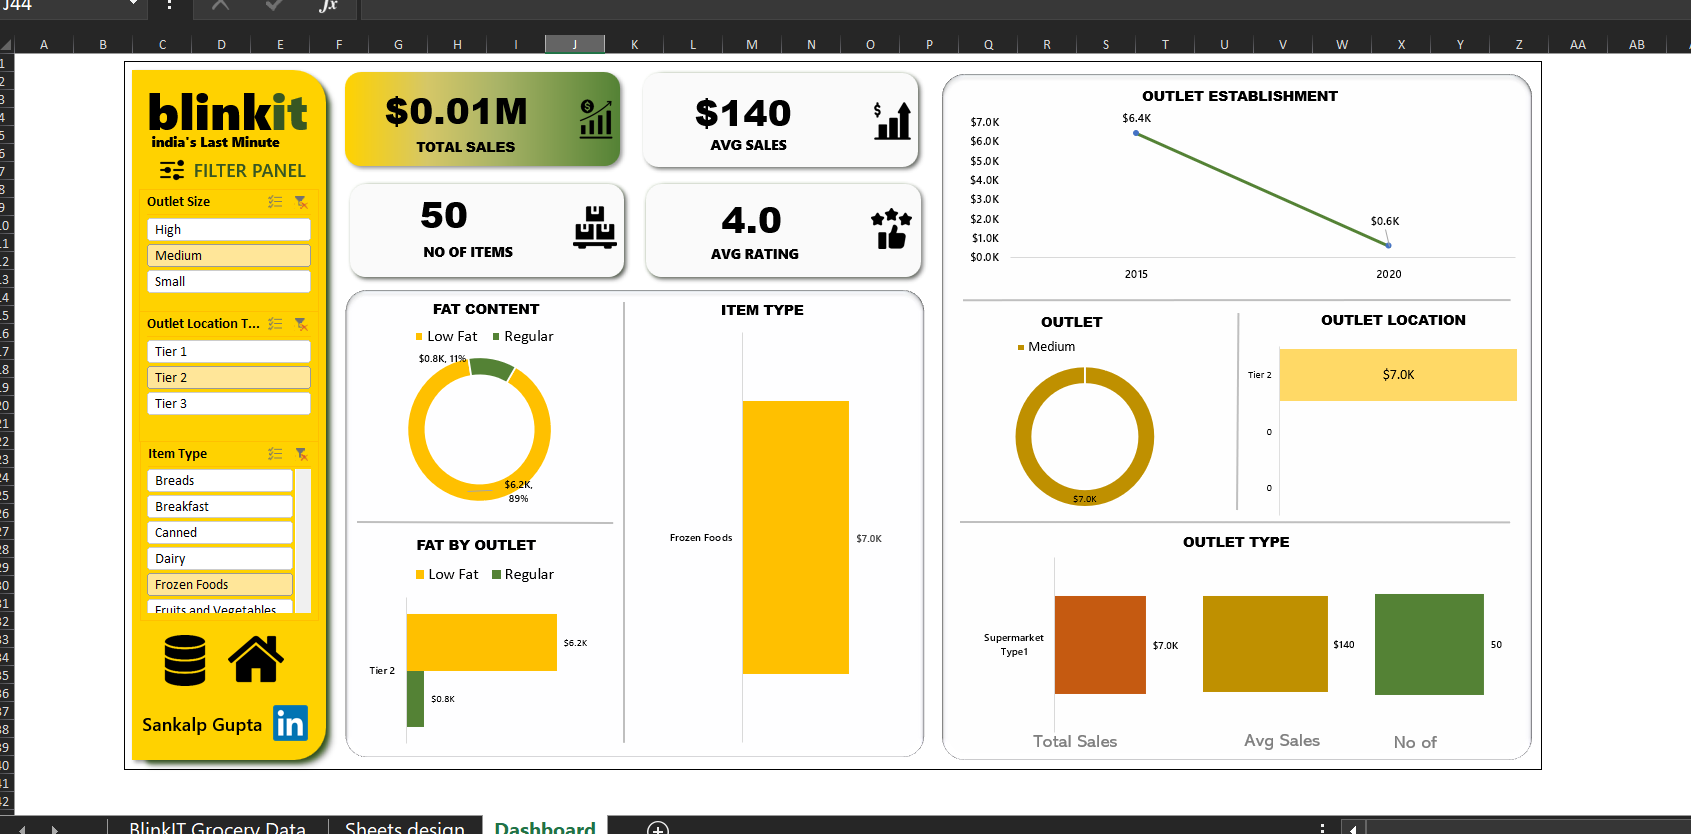 J44
fx
A B C D E F G H I J K L M N O P Q R S T U V W X Y Z AA AB
blinkit
india's Last Minute
FILTER PANEL
Outlet Size
High
Medium
Small
Outlet Location T...
Tier 1
Tier 2
Tier 3
Item Type
Breads
Breakfast
Canned
Dairy
Frozen Foods
Fruits and Vegetables
Sankalp Gupta
in
$0.01M
TOTAL SALES
$
$140
AVG SALES
$
50
NO OF ITEMS
4.0
AVG RATING
FAT CONTENT
Low Fat Regular
$0.8K, 11%
$6.2K,
89%
FAT BY OUTLET
Low Fat Regular
Tier 2
$6.2K
$0.8K
ITEM TYPE
Frozen Foods
$7.0K
OUTLET ESTABLISHMENT
$7.0K
$6.0K
$5.0K
$4.0K
$3.0K
$2.0K
$1.0K
$0.0K
$6.4K
$0.6K
2015 2020
OUTLET
Medium
$7.0K
OUTLET LOCATION
Tier 2
$7.0K
0
0
OUTLET TYPE
Supermarket
Type1
$7.0K
$140
50
Total Sales Avg Sales No of
BlinkIT Grocery Data Sheets design Dashboard